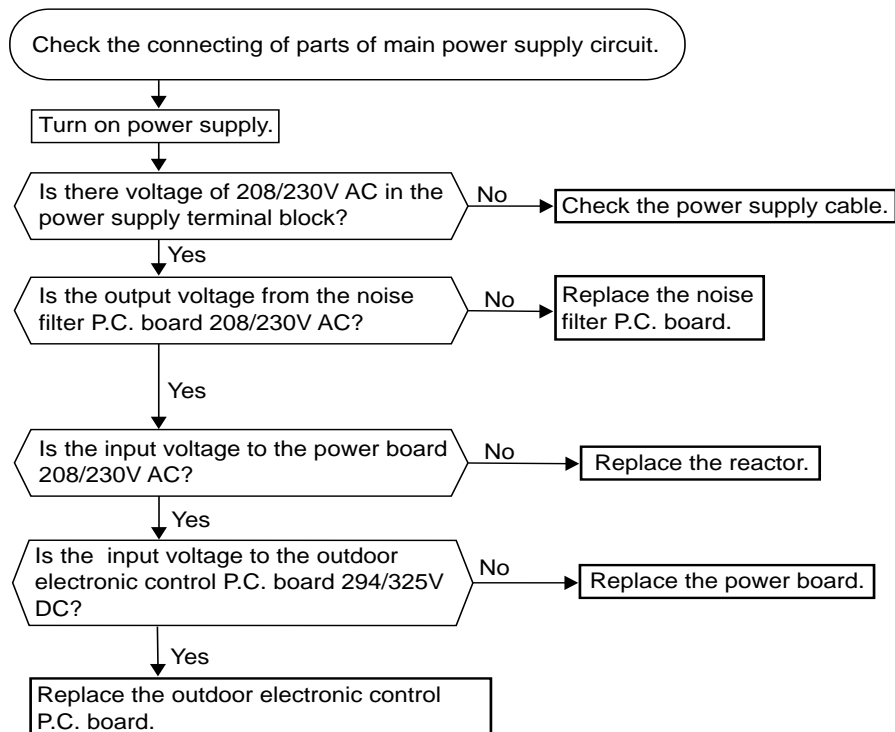 Check the connecting of parts of main power supply circuit.
Turn on power supply.
Is there voltage of 208/230V AC in the
power supply terminal block?
No
Check the power supply cable.
Yes
Is the output voltage from the noise
filter P.C. board 208/230V AC?
No
Replace the noise
filter P.C. board.
Yes
Is the input voltage to the power board
208/230V AC?
No
Replace the reactor.
Yes
Is the input voltage to the outdoor
electronic control P.C. board 294/325V
DC?
No
Replace the power board.
Yes
Replace the outdoor electronic control
P.C. board.